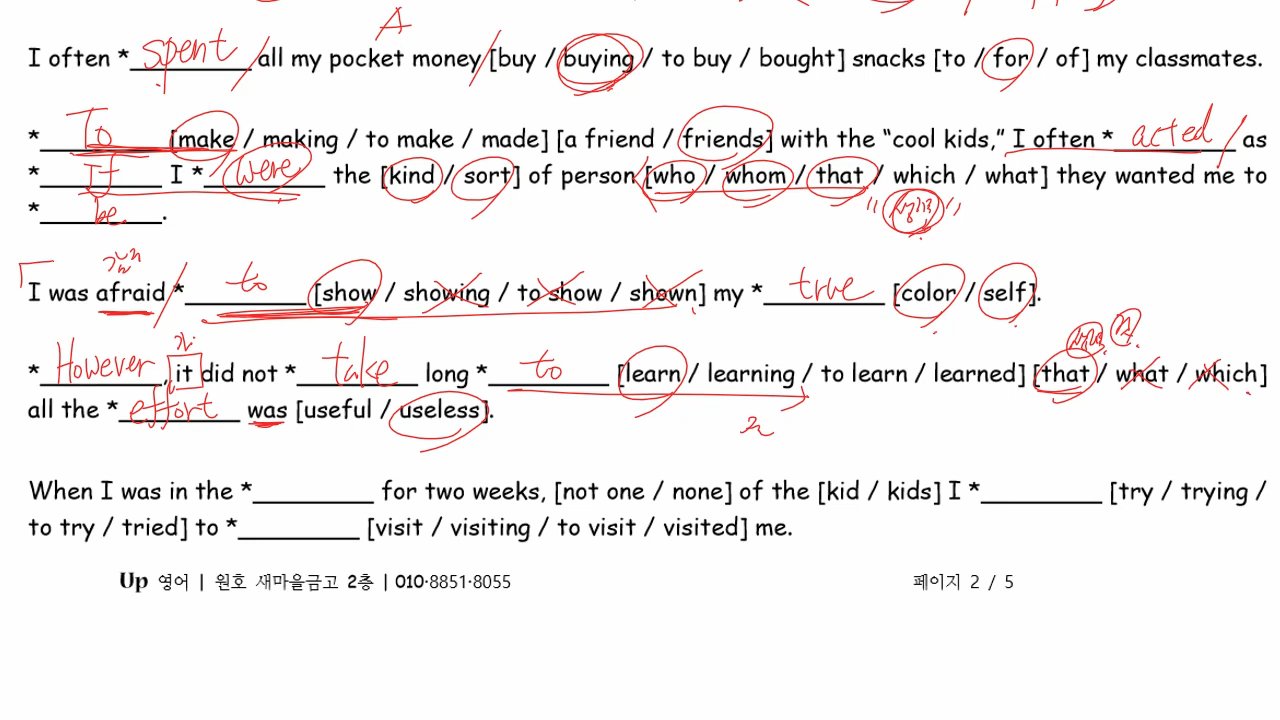 A
I often *spent all my pocket money [buy / buying / to buy / bought] snacks [to / for / of] my classmates.
*To [make / making / to make / made] [a friend / friends] with the “cool kids,” I often *acted as
*If I *were the [kind / sort] of person [who / whom / that / which / what] they wanted me to
*be.
I was afraid *to [show / showing / to show / shown] my *true [color / self].
*However, it did not *take long *to [learn / learning / to learn / learned] [that / what / which]
all the *effort was [useful / useless].
When I was in the *_________ for two weeks, [not one / none] of the [kid / kids] I *_________ [try / trying /
to try / tried] to *_________ [visit / visiting / to visit / visited] me.
Up 영어 | 원호 새마을금고 2층 | 010·8851·8055 페이지 2 / 5